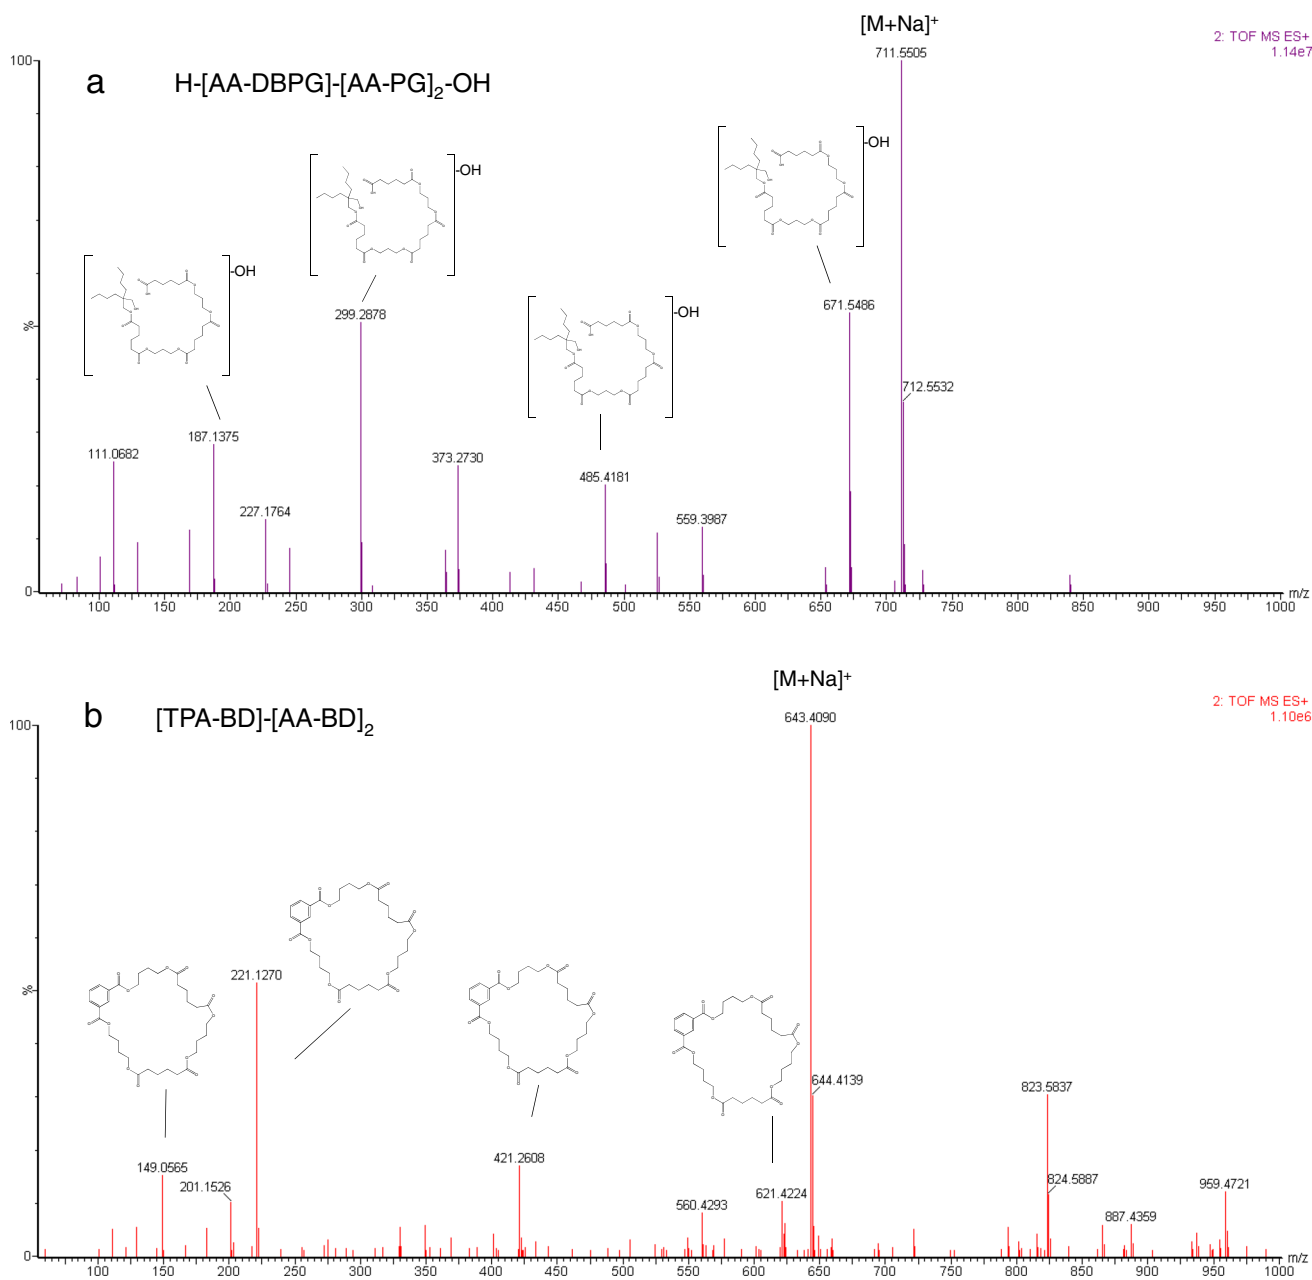 [M+Na]⁺
2: TOF MS ES+
1.14e7
100
711.5505
a
H-[AA-DBPG]-[AA-PG]₂-OH
-OH
-OH
-OH
-OH
299.2878
671.5486
%
712.5532
187.1375
111.0682
373.2730
485.4181
227.1764
559.3987
0
100 150 200 250 300 350 400 450 500 550 600 650 700 750 800 850 900 950 1000 m/z
[M+Na]⁺
2: TOF MS ES+
1.10e6
100
643.4090
b
[TPA-BD]-[AA-BD]₂
221.1270
%
644.4139
823.5837
149.0565
421.2608
201.1526
621.4224
824.5887
959.4721
560.4293
887.4359
0
100 150 200 250 300 350 400 450 500 550 600 650 700 750 800 850 900 950 1000 m/z